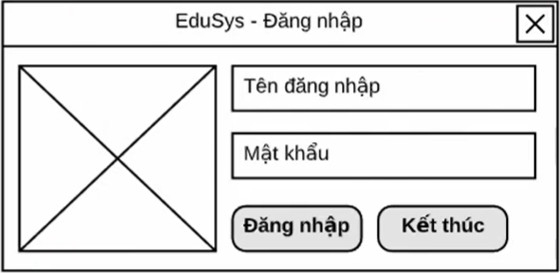 EduSys - Đăng nhập
Tên đăng nhập
Mật khẩu
Đăng nhập
Kết thúc